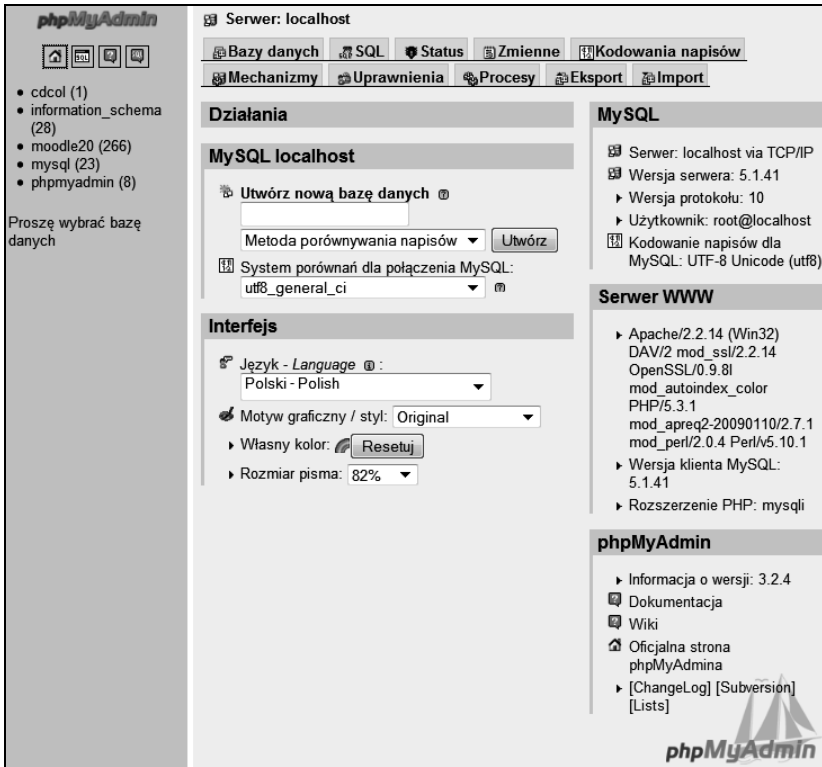 phpMyAdmin
cdcol (1)
information_schema
(28)
moodle20 (266)
mysql (23)
phpmyadmin (8)
Proszę wybrać bazę
danych
Serwer: localhost
Bazy danych SQL Status Zmienne Kodowania napisów
Mechanizmy Uprawnienia Procesy Eksport Import
Działania
MySQL localhost
Utwórz nową bazę danych
Metoda porównywania napisów Utwórz
System porównań dla połączenia MySQL:
utf8_general_ci
Interfejs
Język - Language :
Polski - Polish
Motyw graficzny / styl: Original
Własny kolor: Resetuj
Rozmiar pisma: 82%
MySQL
Serwer: localhost via TCP/IP
Wersja serwera: 5.1.41
Wersja protokołu: 10
Użytkownik: root@localhost
Kodowanie napisów dla
MySQL: UTF-8 Unicode (utf8)
Serwer WWW
Apache/2.2.14 (Win32)
DAV/2 mod_ssl/2.2.14
OpenSSL/0.9.8l
mod_autoindex_color
PHP/5.3.1
mod_apreq2-20090110/2.7.1
mod_perl/2.0.4 Perl/v5.10.1
Wersja klienta MySQL:
5.1.41
Rozszerzenie PHP: mysqli
phpMyAdmin
Informacja o wersji: 3.2.4
Dokumentacja
Wiki
Oficjalna strona
phpMyAdmina
[ChangeLog] [Subversion]
[Lists]
phpMyAdmin